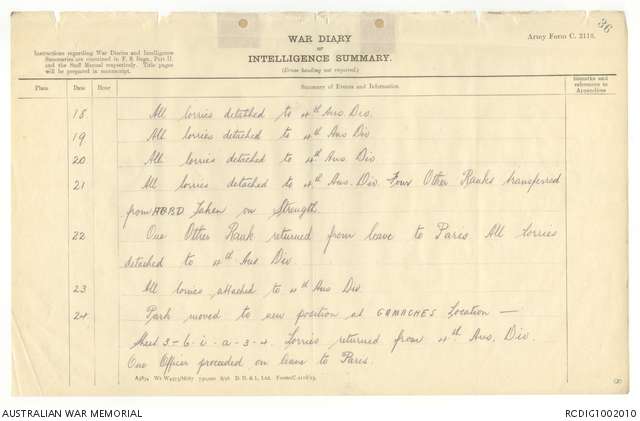 36
WAR DIARY
or
INTELLIGENCE SUMMARY.
(Erase heading not required.)
Army Form C. 2118.
Instructions regarding War Diaries and Intelligence
Summaries are contained in F. S. Regs., Part II.
and the Staff Manual respectively. Title pages
will be prepared in manuscript.
Place Date Hour Summary of Events and Information Remarks and references to Appendices
18 All lorries detached to 4th Aus Div.
19 All lorries detached to 4th Aus Div
20 All lorries detached to 4th Aus Div
21 All lorries detached to 4th Aus. Div. Four Other Ranks transferred
from ABBD taken on Strength.
22 One Other Rank returned from leave to Paris All lorries
detached to 4th Aus Div.
23 All lorries attached to 4th Aus Div
24 Park moved to new position at GAMACHES Location —
Sheet 3-6-i-a-3-4. Lorries returned from 4th Aus. Div.
One Officer proceeded on leave to Paris.
D. D. & L., Ltd.
AUSTRALIAN WAR MEMORIAL
RCDIG1002010